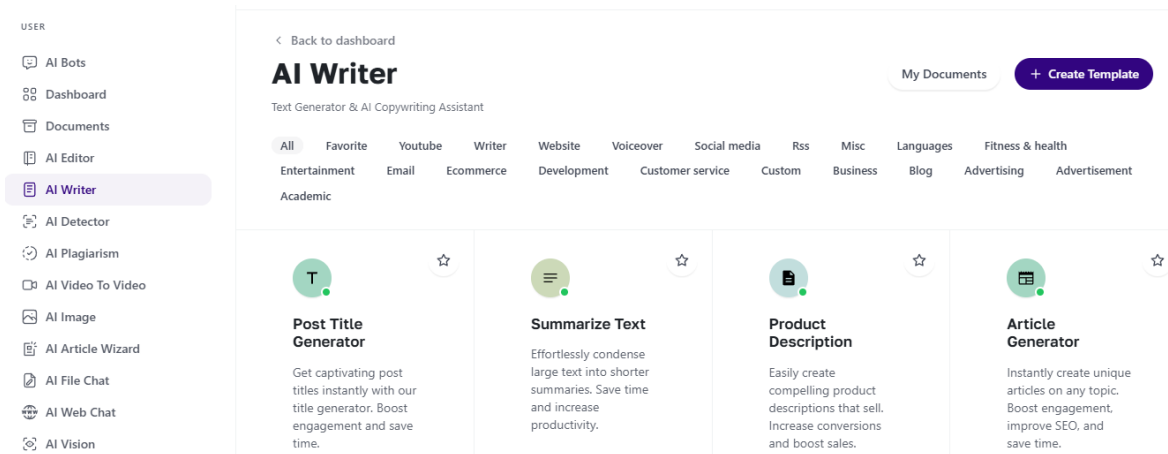 USER
AI Bots
Dashboard
Documents
AI Editor
AI Writer
AI Detector
AI Plagiarism
AI Video To Video
AI Image
AI Article Wizard
AI File Chat
AI Web Chat
AI Vision
Back to dashboard
AI Writer
Text Generator & AI Copywriting Assistant
My Documents
+ Create Template
All Favorite Youtube Writer Website Voiceover Social media Rss Misc Languages Fitness & health
Entertainment Email Ecommerce Development Customer service Custom Business Blog Advertising Advertisement
Academic
T
Post Title
Generator
Get captivating post
titles instantly with our
title generator. Boost
engagement and save
time.
Summarize Text
Effortlessly condense
large text into shorter
summaries. Save time
and increase
productivity.
Product
Description
Easily create
compelling product
descriptions that sell.
Increase conversions
and boost sales.
Article
Generator
Instantly create unique
articles on any topic.
Boost engagement,
improve SEO, and
save time.